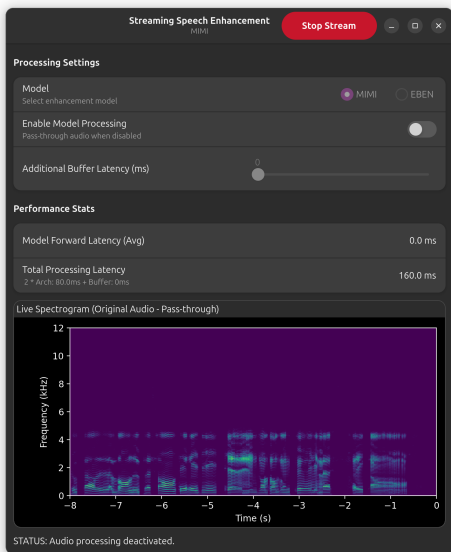 Streaming Speech Enhancement
MIMI
Stop Stream
Processing Settings
Model
Select enhancement model
MIMI
EBEN
Enable Model Processing
Pass-through audio when disabled
Additional Buffer Latency (ms)
0
Performance Stats
Model Forward Latency (Avg)
0.0 ms
Total Processing Latency
2 * Arch: 80.0ms + Buffer: 0ms
160.0 ms
Live Spectrogram (Original Audio - Pass-through)
Frequency (kHz)
12
10
8
6
4
2
0
−8 −7 −6 −5 −4 −3 −2 −1 0
Time (s)
STATUS: Audio processing deactivated.